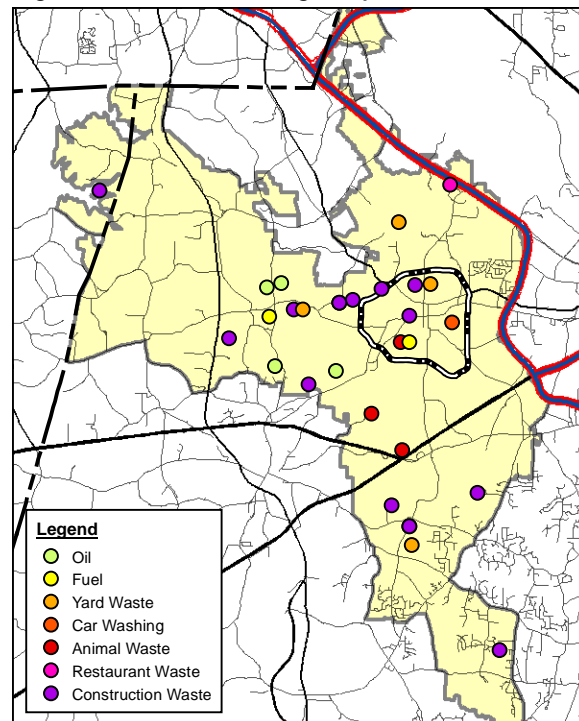 Legend
Oil
Fuel
Yard Waste
Car Washing
Animal Waste
Restaurant Waste
Construction Waste